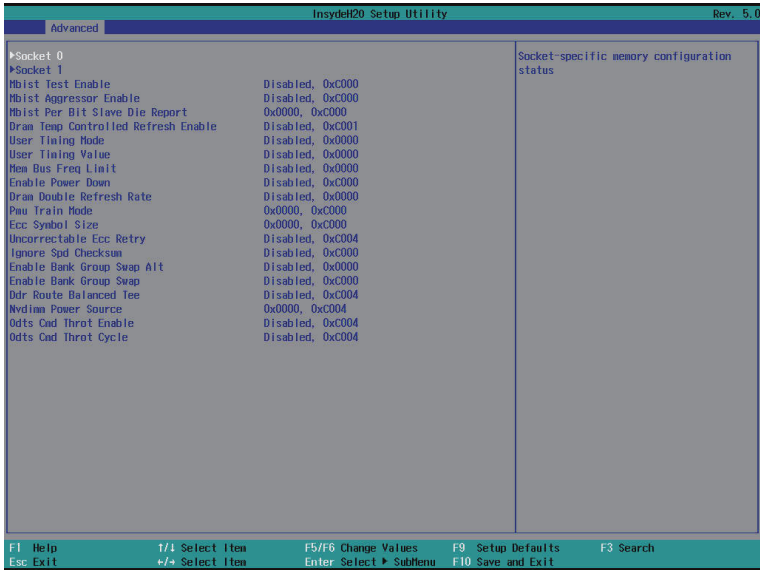 InsydeH20 Setup Utility Rev. 5.0
Advanced
▶Socket 0
▶Socket 1
Mbist Test Enable Disabled, 0xC000
Mbist Aggressor Enable Disabled, 0xC000
Mbist Per Bit Slave Die Report 0x0000, 0xC000
Dram Temp Controlled Refresh Enable Disabled, 0xC001
User Timing Mode Disabled, 0x0000
User Timing Value Disabled, 0x0000
Mem Bus Freq Limit Disabled, 0x0000
Enable Power Down Disabled, 0xC000
Dram Double Refresh Rate Disabled, 0x0000
Pmu Train Mode 0x0000, 0xC000
Ecc Symbol Size 0x0000, 0xC000
Uncorrectable Ecc Retry Disabled, 0xC004
Ignore Spd Checksum Disabled, 0xC000
Enable Bank Group Swap Alt Disabled, 0x0000
Enable Bank Group Swap Disabled, 0xC000
Ddr Route Balanced Tee Disabled, 0xC004
Nvdimm Power Source 0x0000, 0xC004
Odts Cmd Throt Enable Disabled, 0xC004
Odts Cmd Throt Cycle Disabled, 0xC004
Socket-specific memory configuration
status
F1 Help ↑/↓ Select Item F5/F6 Change Values F9 Setup Defaults F3 Search
Esc Exit ←/→ Select Item Enter Select ▶ SubMenu F10 Save and Exit